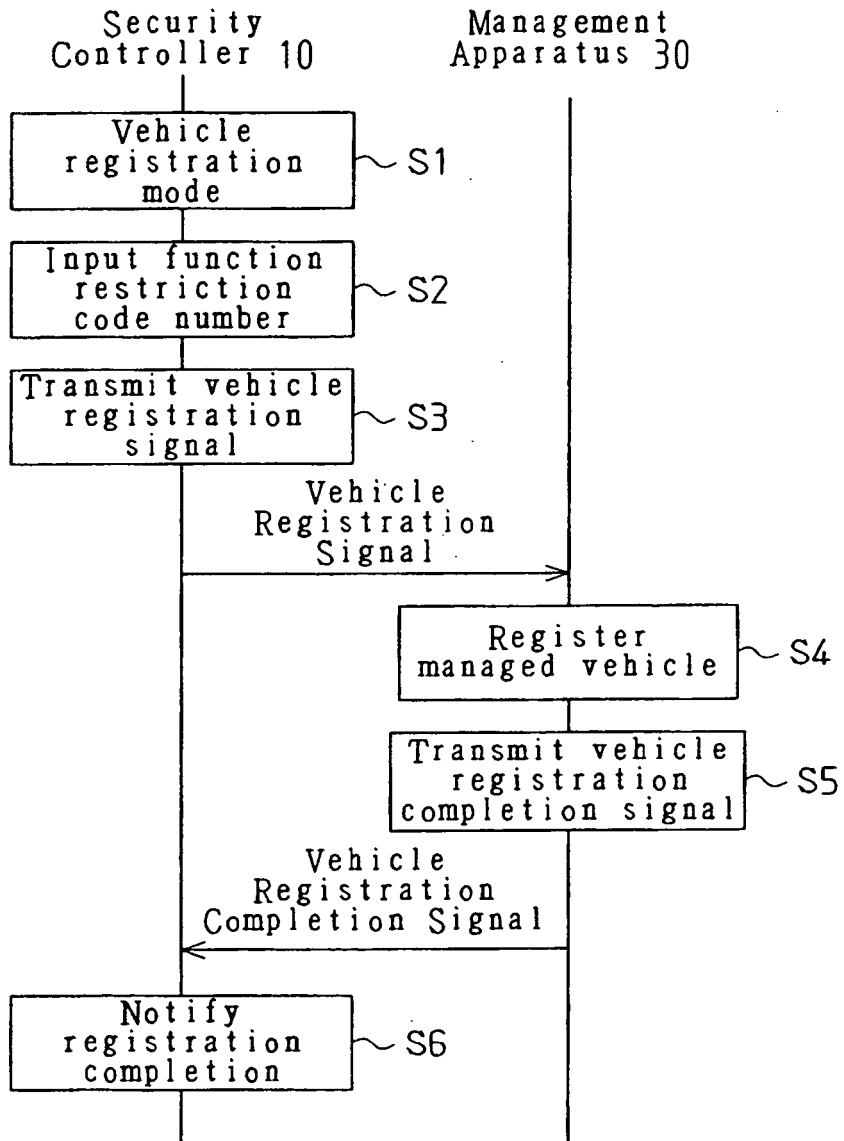 Security
Controller 10
Management
Apparatus 30
Vehicle
registration
mode
S1
Input function
restriction
code number
S2
Transmit vehicle
registration
signal
S3
Vehicle
Registration
Signal
Register
managed vehicle
S4
Transmit vehicle
registration
completion signal
S5
Vehicle
Registration
Completion Signal
Notify
registration
completion
S6